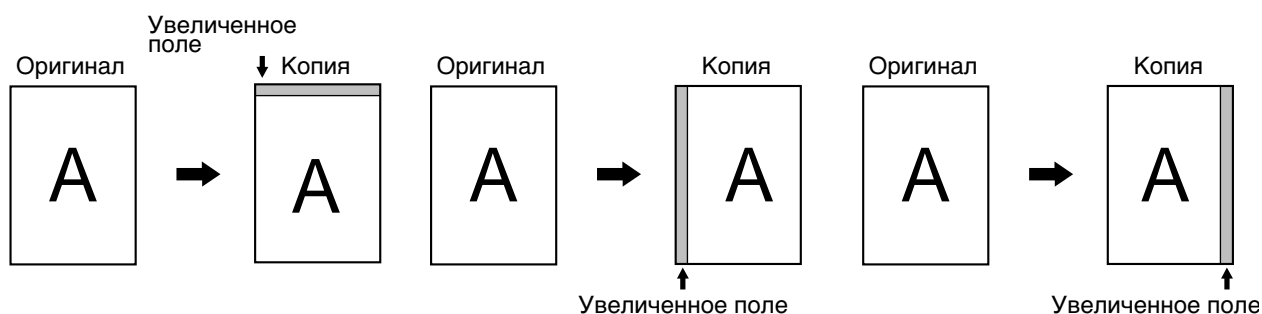 Увеличенное
поле
Оригинал
Копия
Оригинал
Копия
Оригинал
Копия
A
A
A
A
A
A
Увеличенное поле
Увеличенное поле